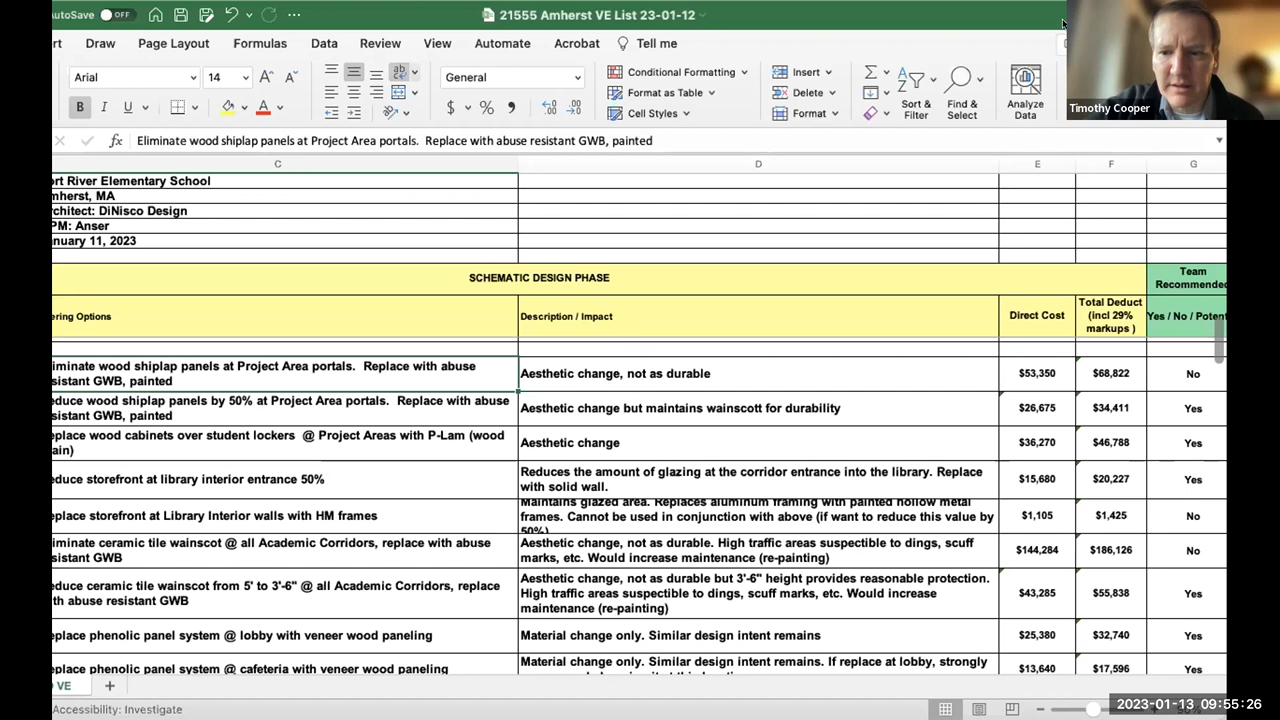 AutoSave OFF
21555 Amherst VE List 23-01-12
rt Draw Page Layout Formulas Data Review View Automate Acrobat Tell me
Arial 14 General Conditional Formatting Insert
Format as Table Delete
B I U A $ % Cell Styles Format
Sort & Filter Find & Select Analyze Data
Timothy Cooper
fx Eliminate wood shiplap panels at Project Area portals. Replace with abuse resistant GWB, painted
C D E F G
ort River Elementary School
mherst, MA
rchitect: DiNisco Design
PM: Anser
anuary 11, 2023
SCHEMATIC DESIGN PHASE
Team Recommended
ering Options Description / Impact Direct Cost Total Deduct (incl 29% markups ) Yes / No / Potent
iminate wood shiplap panels at Project Area portals. Replace with abuse
sistant GWB, painted
Aesthetic change, not as durable $53,350 $68,822 No
educe wood shiplap panels by 50% at Project Area portals. Replace with abuse
sistant GWB, painted
Aesthetic change but maintains wainscott for durability $26,675 $34,411 Yes
eplace wood cabinets over student lockers @ Project Areas with P-Lam (wood
ain)
Aesthetic change $36,270 $46,788 Yes
educe storefront at library interior entrance 50%
Reduces the amount of glazing at the corridor entrance into the library. Replace
with solid wall.
$15,680 $20,227 Yes
eplace storefront at Library Interior walls with HM frames
Maintains glazed area. Replaces aluminum framing with painted hollow metal
frames. Cannot be used in conjunction with above (if want to reduce this value by
50%)
$1,105 $1,425 No
iminate ceramic tile wainscot @ all Academic Corridors, replace with abuse
sistant GWB
Aesthetic change, not as durable. High traffic areas suspectible to dings, scuff
marks, etc. Would increase maintenance (re-painting)
$144,284 $186,126 No
educe ceramic tile wainscot from 5' to 3'-6" @ all Academic Corridors, replace
th abuse resistant GWB
Aesthetic change, not as durable but 3'-6" height provides reasonable protection.
High traffic areas suspectible to dings, scuff marks, etc. Would increase
maintenance (re-painting)
$43,285 $55,838 Yes
eplace phenolic panel system @ lobby with veneer wood paneling
Material change only. Similar design intent remains $25,380 $32,740 Yes
eplace phenolic panel system @ cafeteria with veneer wood paneling
Material change only. Similar design intent remains. If replace at lobby, strongly
$13,640 $17,596 Yes
VE
Accessibility: Investigate
2023-01-13 09:55:26